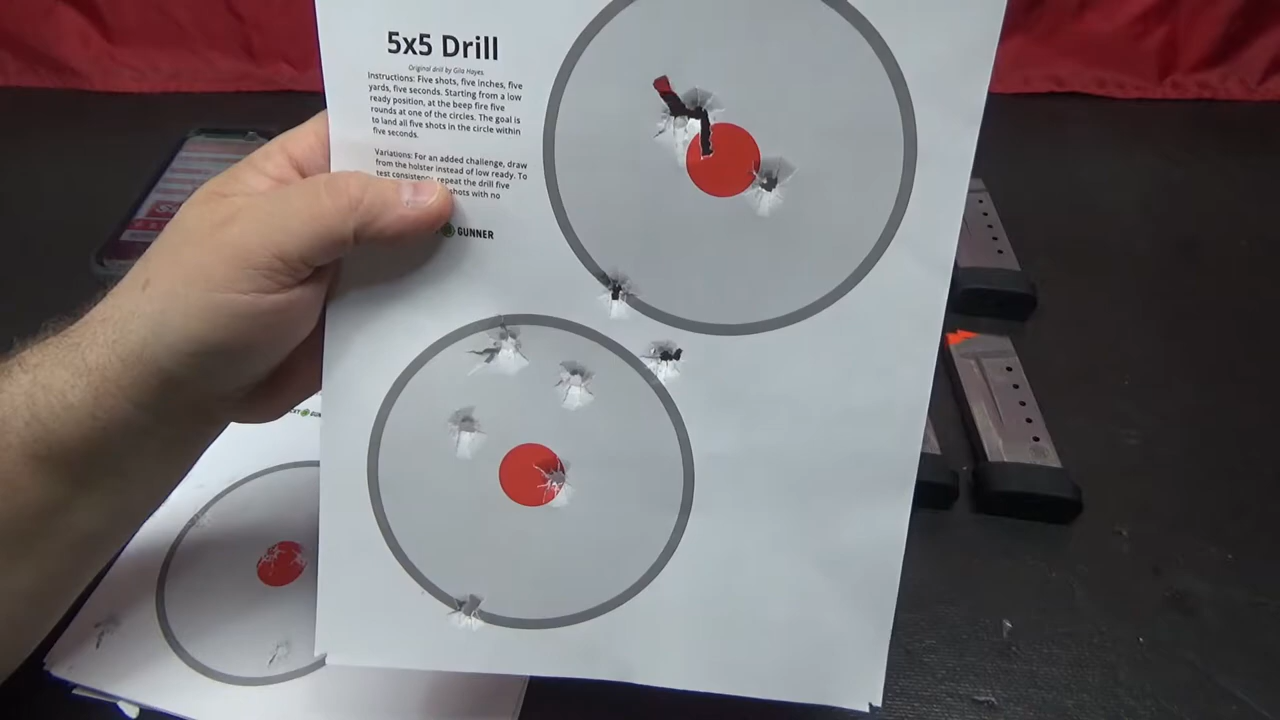 5x5 Drill
Original drill by Gila Hayes
Instructions: Five shots, five inches, five
yards, five seconds. Starting from a low
ready position, at the beep fire five
rounds at one of the circles. The goal is
to land all five shots in the circle within
five seconds.
Variations: For an added challenge, draw
from the holster instead of low ready. To
test consistency, repeat the drill five
shots with no
GUNNER